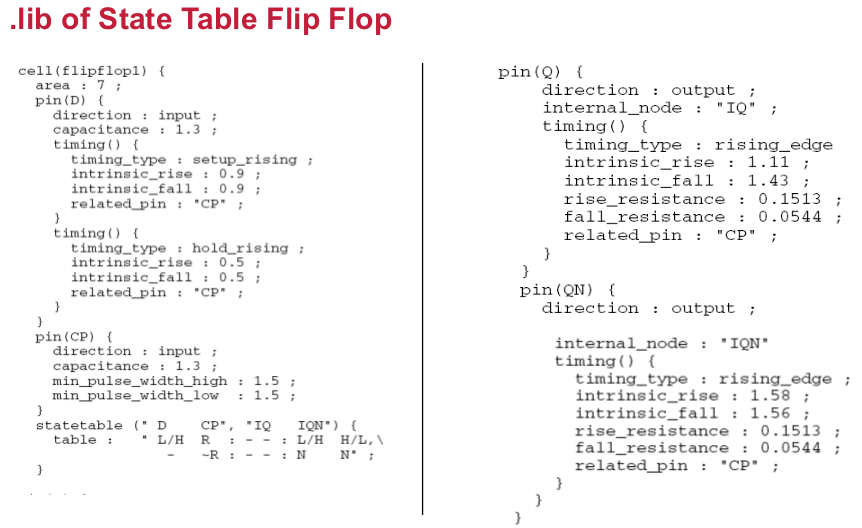 .lib of State Table Flip Flop
cell(flipflop1) {
area : 7 ;
pin(D) {
direction : input ;
capacitance : 1.3 ;
timing() {
timing_type : setup_rising ;
intrinsic_rise : 0.9 ;
intrinsic_fall : 0.9 ;
related_pin : "CP" ;
}
timing() {
timing_type : hold_rising ;
intrinsic_rise : 0.5 ;
intrinsic_fall : 0.5 ;
related_pin : "CP" ;
}
}
pin(CP) {
direction : input ;
capacitance : 1.3 ;
min_pulse_width_high : 1.5 ;
min_pulse_width_low : 1.5 ;
}
statetable (" D CP", "IQ IQN") {
table : " L/H R : - - : L/H H/L,\
- ~R : - - : N N" ;
}
pin(Q) {
direction : output ;
internal_node : "IQ" ;
timing() {
timing_type : rising_edge
intrinsic_rise : 1.11 ;
intrinsic_fall : 1.43 ;
rise_resistance : 0.1513 ;
fall_resistance : 0.0544 ;
related_pin : "CP" ;
}
}
pin(QN) {
direction : output ;
internal_node : "IQN"
timing() {
timing_type : rising_edge ;
intrinsic_rise : 1.58 ;
intrinsic_fall : 1.56 ;
rise_resistance : 0.1513 ;
fall_resistance : 0.0544 ;
related_pin : "CP" ;
}
}
}